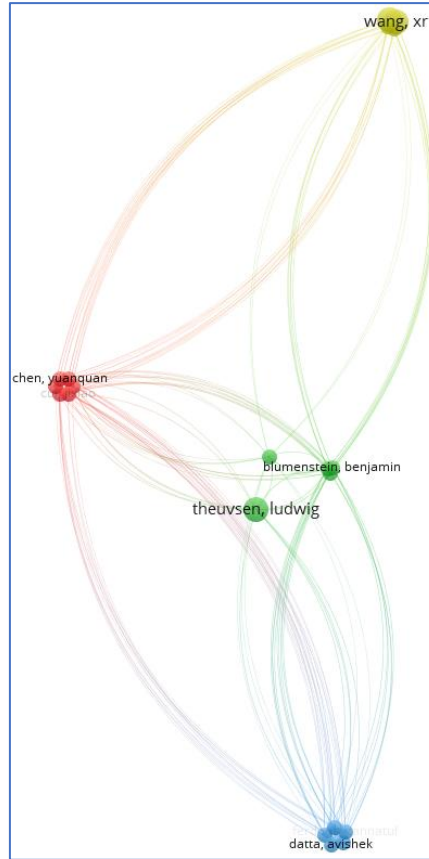 wang, xr
chen, yuanquan
blumenstein, benjamin
theuvsen, ludwig
datta, avishek